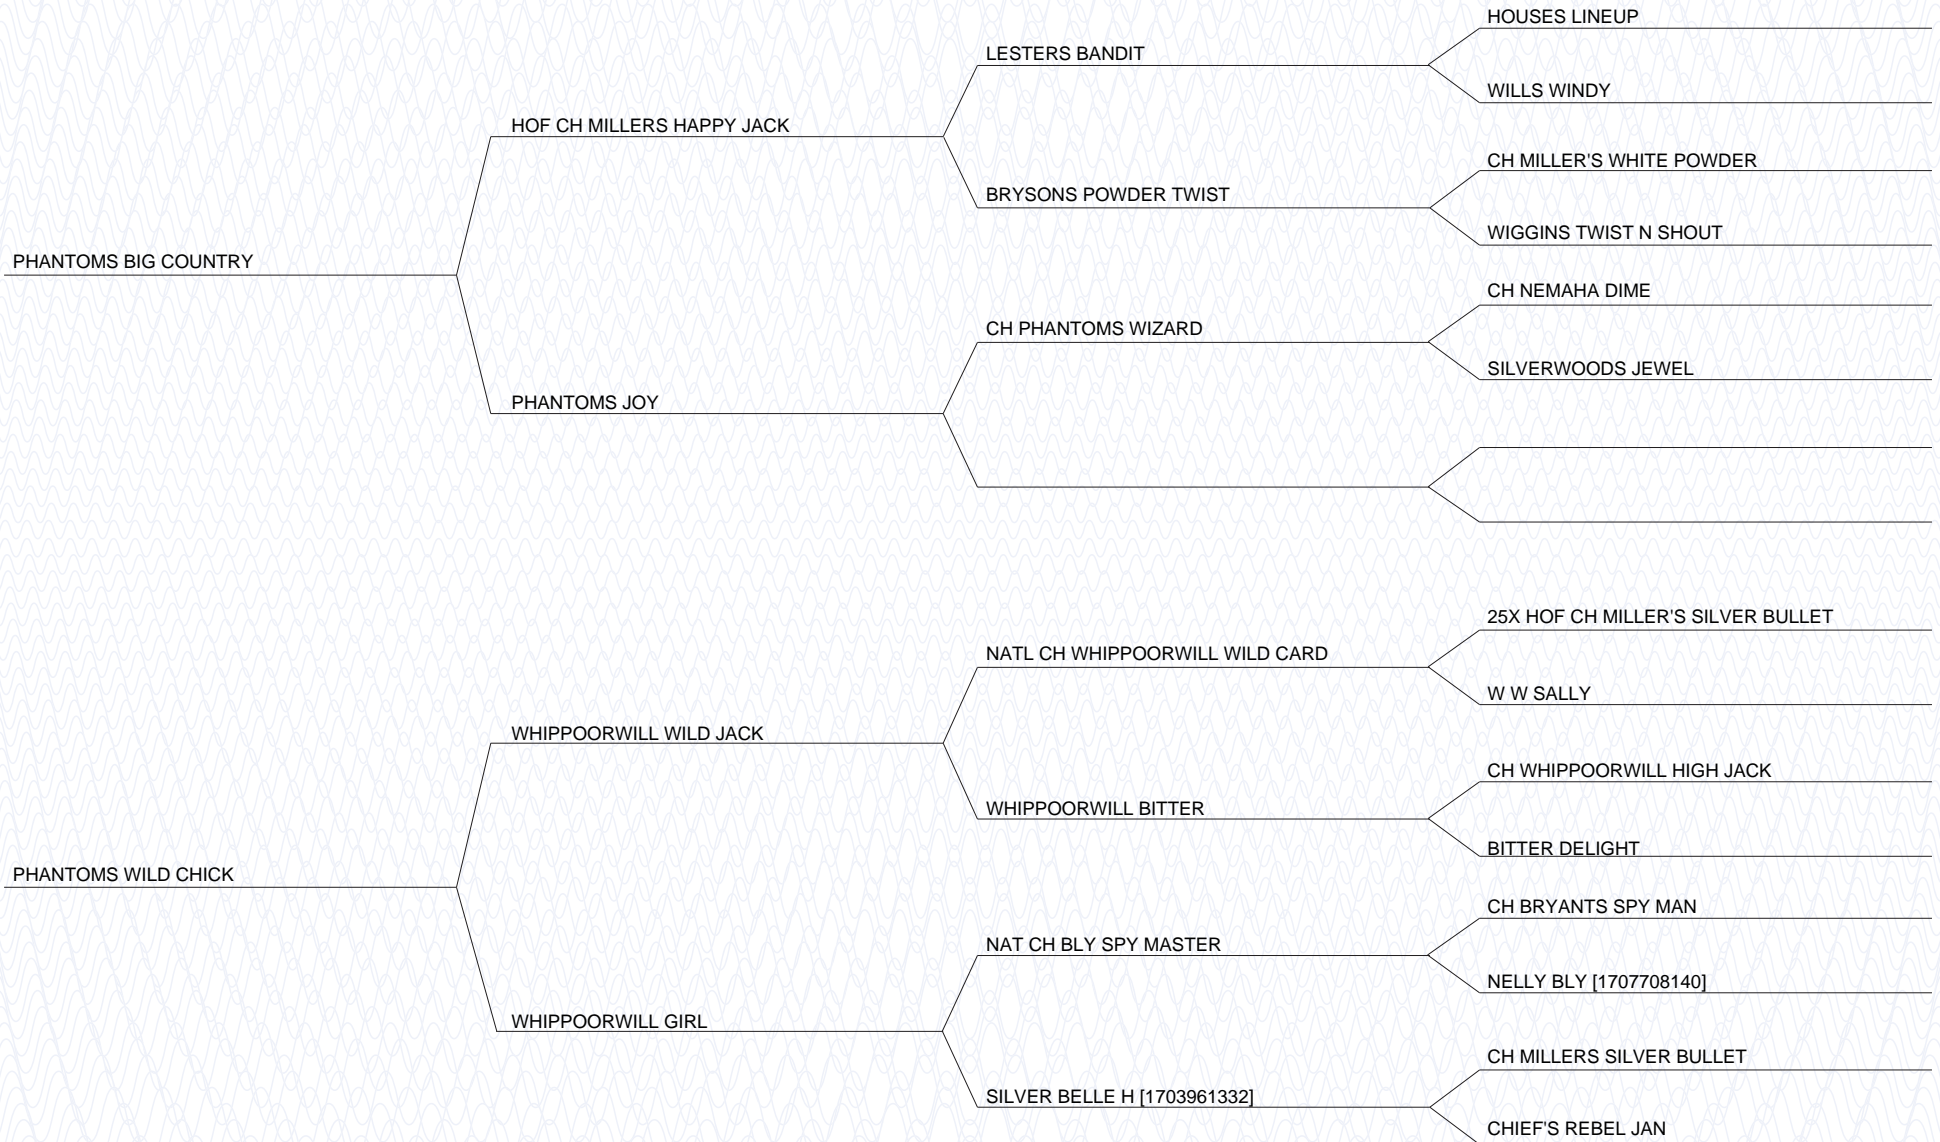 HOUSES LINEUP
LESTERS BANDIT
WILLS WINDY
HOF CH MILLERS HAPPY JACK
CH MILLER'S WHITE POWDER
BRYSONS POWDER TWIST
WIGGINS TWIST N SHOUT
PHANTOMS BIG COUNTRY
CH NEMAHA DIME
CH PHANTOMS WIZARD
SILVERWOODS JEWEL
PHANTOMS JOY
25X HOF CH MILLER'S SILVER BULLET
NATL CH WHIPPOORWILL WILD CARD
W W SALLY
WHIPPOORWILL WILD JACK
CH WHIPPOORWILL HIGH JACK
WHIPPOORWILL BITTER
BITTER DELIGHT
PHANTOMS WILD CHICK
CH BRYANTS SPY MAN
NAT CH BLY SPY MASTER
NELLY BLY [1707708140]
WHIPPOORWILL GIRL
CH MILLERS SILVER BULLET
SILVER BELLE H [1703961332]
CHIEF'S REBEL JAN